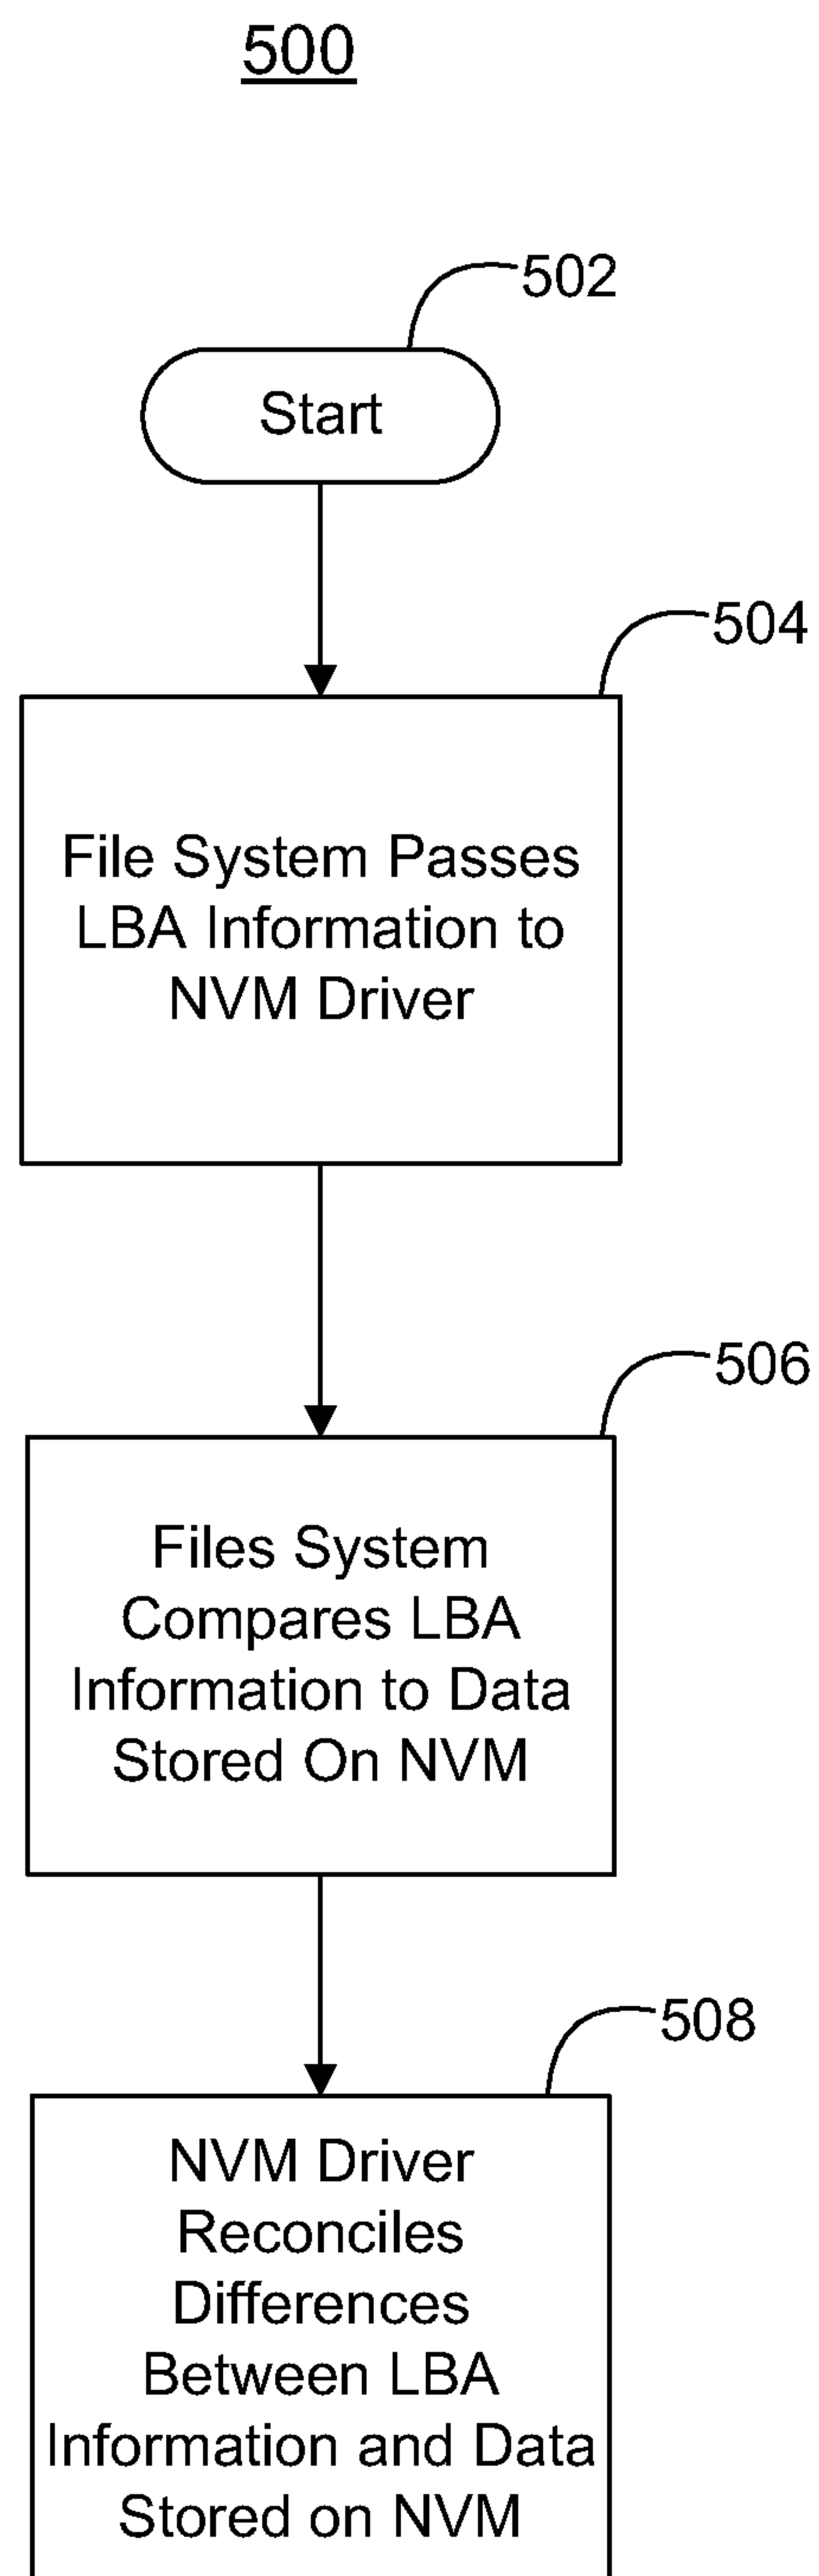 500
502
Start
504
File System Passes
LBA Information to
NVM Driver
506
Files System
Compares LBA
Information to Data
Stored On NVM
508
NVM Driver
Reconciles
Differences
Between LBA
Information and Data
Stored on NVM